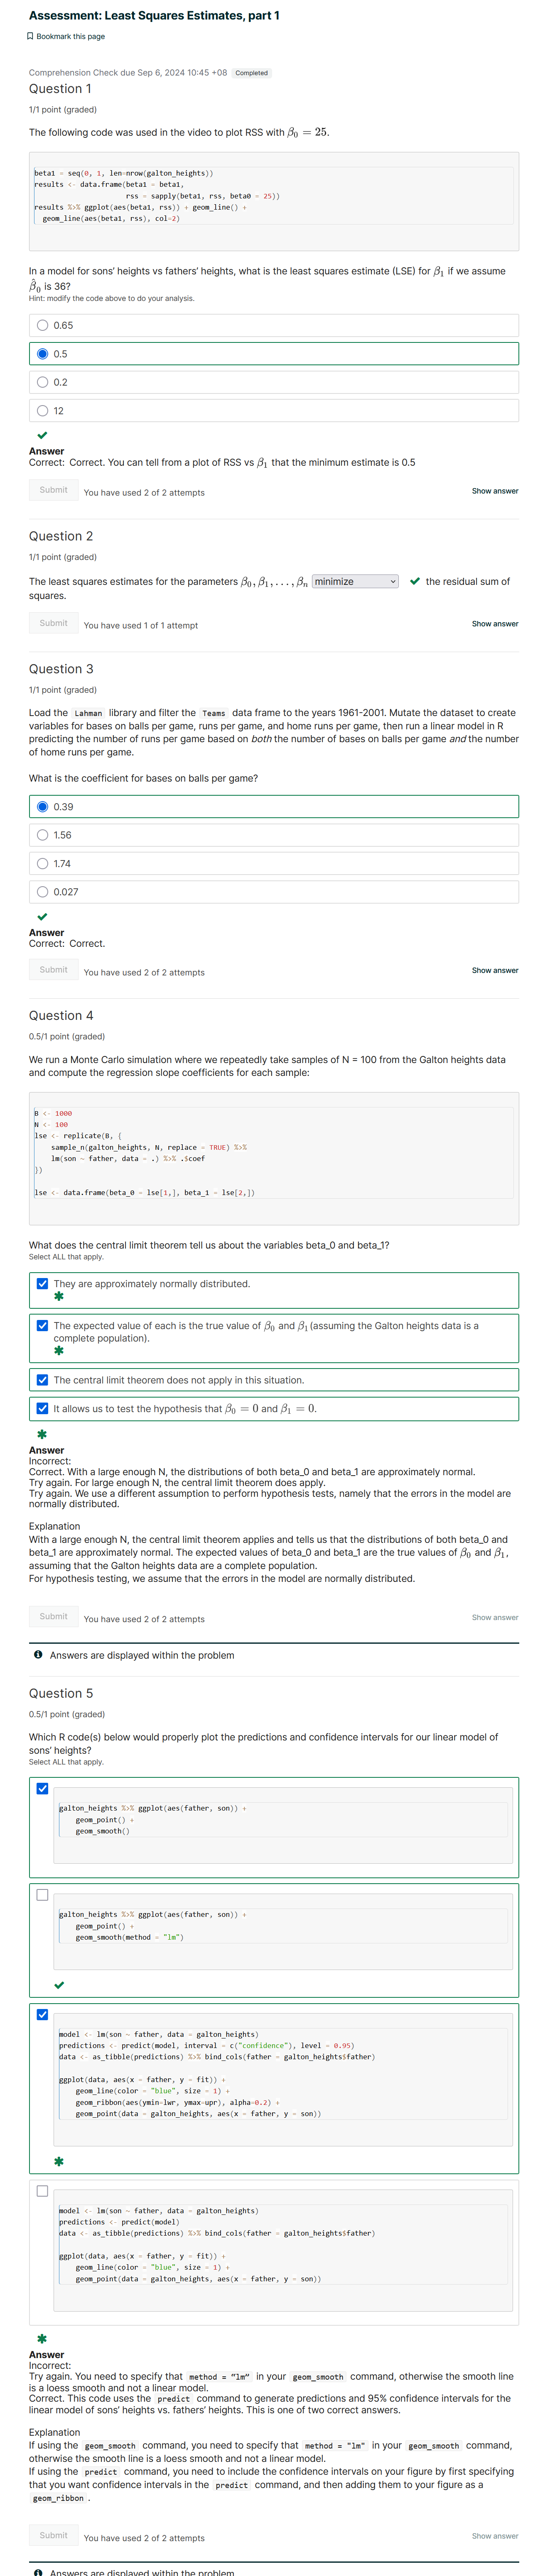 Assessment: Least Squares Estimates, part 1
Bookmark this page
Comprehension Check due Sep 6, 2024 10:45 +08 Completed
Question 1
1/1 point (graded)
The following code was used in the video to plot RSS with β0 = 25.
beta1 = seq(0, 1, len=nrow(galton_heights))
results <- data.frame(beta1 = beta1,
rss = sapply(beta1, rss, beta0 = 25))
results %>% ggplot(aes(beta1, rss)) + geom_line() +
geom_line(aes(beta1, rss), col=2)
In a model for sons' heights vs fathers' heights, what is the least squares estimate (LSE) for β1 if we assume
β̂0 is 36?
Hint: modify the code above to do your analysis.
0.65
0.5
0.2
12
Answer
Correct: Correct. You can tell from a plot of RSS vs β1 that the minimum estimate is 0.5
Submit You have used 2 of 2 attempts Show answer
Question 2
1/1 point (graded)
The least squares estimates for the parameters β0, β1, . . . , βn minimize the residual sum of
squares.
Submit You have used 1 of 1 attempt Show answer
Question 3
1/1 point (graded)
Load the Lahman library and filter the Teams data frame to the years 1961-2001. Mutate the dataset to create
variables for bases on balls per game, runs per game, and home runs per game, then run a linear model in R
predicting the number of runs per game based on both the number of bases on balls per game and the number
of home runs per game.
What is the coefficient for bases on balls per game?
0.39
1.56
1.74
0.027
Answer
Correct: Correct.
Submit You have used 2 of 2 attempts Show answer
Question 4
0.5/1 point (graded)
We run a Monte Carlo simulation where we repeatedly take samples of N = 100 from the Galton heights data
and compute the regression slope coefficients for each sample:
B <- 1000
N <- 100
lse <- replicate(B, {
sample_n(galton_heights, N, replace = TRUE) %>%
lm(son ~ father, data = .) %>% .$coef
})
lse <- data.frame(beta_0 = lse[1,], beta_1 = lse[2,])
What does the central limit theorem tell us about the variables beta_0 and beta_1?
Select ALL that apply.
They are approximately normally distributed.
The expected value of each is the true value of β0 and β1 (assuming the Galton heights data is a
complete population).
The central limit theorem does not apply in this situation.
It allows us to test the hypothesis that β0 = 0 and β1 = 0.
Answer
Incorrect:
Correct. With a large enough N, the distributions of both beta_0 and beta_1 are approximately normal.
Try again. For large enough N, the central limit theorem does apply.
Try again. We use a different assumption to perform hypothesis tests, namely that the errors in the model are
normally distributed.
Explanation
With a large enough N, the central limit theorem applies and tells us that the distributions of both beta_0 and
beta_1 are approximately normal. The expected values of beta_0 and beta_1 are the true values of β0 and β1,
assuming that the Galton heights data are a complete population.
For hypothesis testing, we assume that the errors in the model are normally distributed.
Submit You have used 2 of 2 attempts Show answer
Answers are displayed within the problem
Question 5
0.5/1 point (graded)
Which R code(s) below would properly plot the predictions and confidence intervals for our linear model of
sons' heights?
Select ALL that apply.
galton_heights %>% ggplot(aes(father, son)) +
geom_point() +
geom_smooth()
galton_heights %>% ggplot(aes(father, son)) +
geom_point() +
geom_smooth(method = "lm")
model <- lm(son ~ father, data = galton_heights)
predictions <- predict(model, interval = c("confidence"), level = 0.95)
data <- as_tibble(predictions) %>% bind_cols(father = galton_heights$father)
ggplot(data, aes(x = father, y = fit)) +
geom_line(color = "blue", size = 1) +
geom_ribbon(aes(ymin=lwr, ymax=upr), alpha=0.2) +
geom_point(data = galton_heights, aes(x = father, y = son))
model <- lm(son ~ father, data = galton_heights)
predictions <- predict(model)
data <- as_tibble(predictions) %>% bind_cols(father = galton_heights$father)
ggplot(data, aes(x = father, y = fit)) +
geom_line(color = "blue", size = 1) +
geom_point(data = galton_heights, aes(x = father, y = son))
Answer
Incorrect:
Try again. You need to specify that method = "lm" in your geom_smooth command, otherwise the smooth line
is a loess smooth and not a linear model.
Correct. This code uses the predict command to generate predictions and 95% confidence intervals for the
linear model of sons' heights vs. fathers' heights. This is one of two correct answers.
Explanation
If using the geom_smooth command, you need to specify that method = "lm" in your geom_smooth command,
otherwise the smooth line is a loess smooth and not a linear model.
If using the predict command, you need to include the confidence intervals on your figure by first specifying
that you want confidence intervals in the predict command, and then adding them to your figure as a
geom_ribbon .
Submit You have used 2 of 2 attempts Show answer
Answers are displayed within the problem